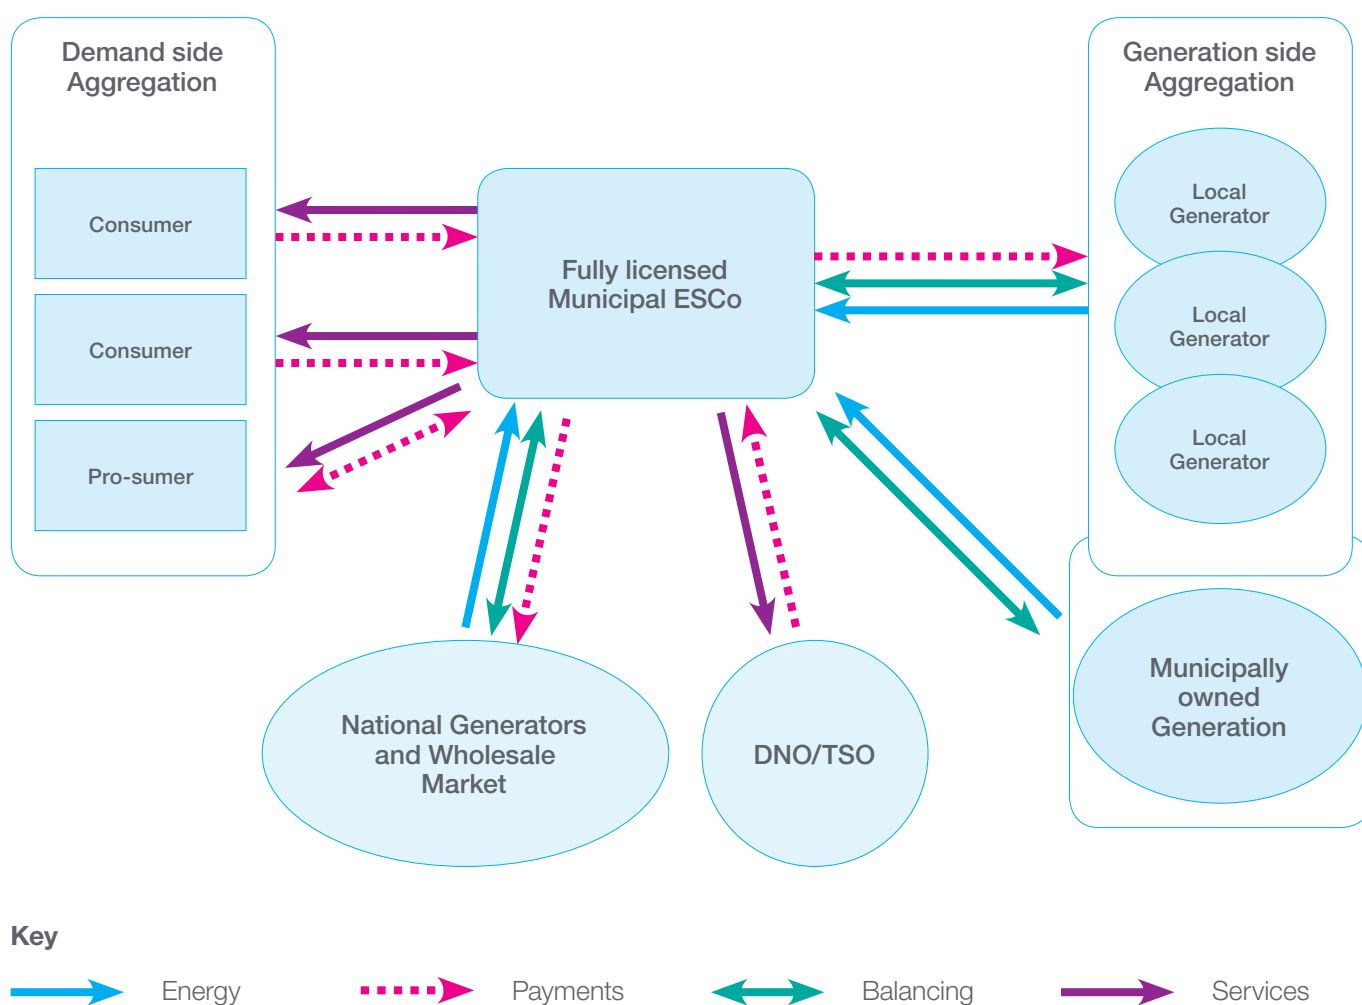 Demand side
Aggregation
Consumer
Consumer
Pro-sumer
Fully licensed
Municipal ESCo
Generation side
Aggregation
Local
Generator
Local
Generator
Local
Generator
National Generators
and Wholesale
Market
DNO/TSO
Municipally
owned
Generation
Key
Energy
Payments
Balancing
Services